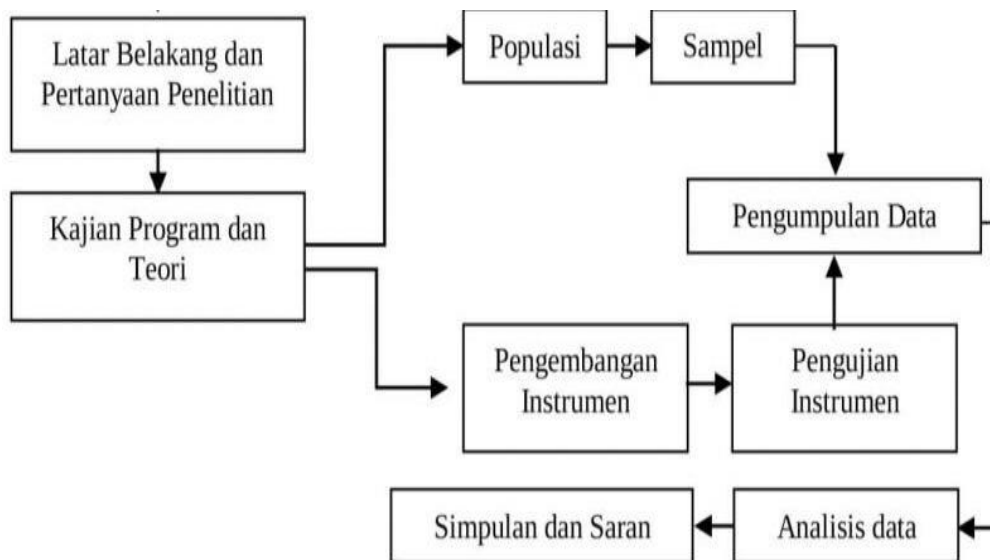 Latar Belakang dan
Pertanyaan Penelitian
Populasi
Sampel
Kajian Program dan
Teori
Pengumpulan Data
Pengembangan
Instrumen
Pengujian
Instrumen
Simpulan dan Saran
Analisis data